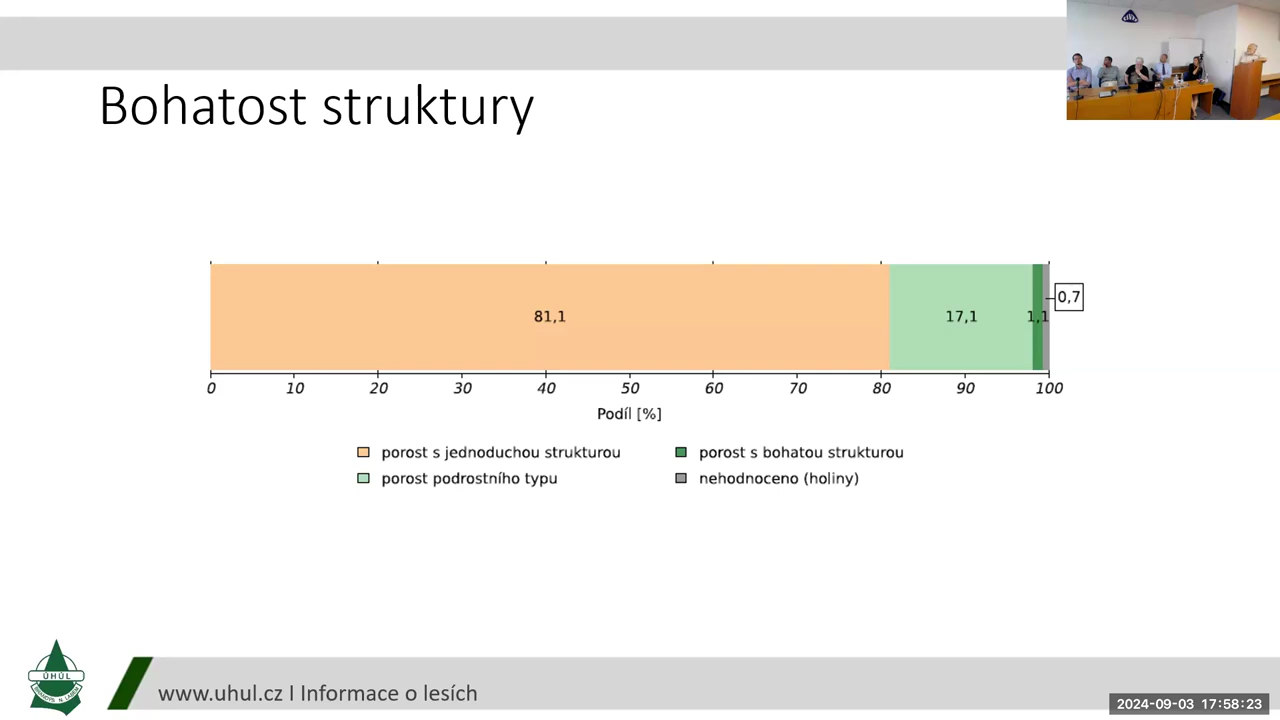 Bohatost struktury
81,1
17,1
1,1
0,7
0 10 20 30 40 50 60 70 80 90 100
Podíl [%]
porost s jednoduchou strukturou
porost s bohatou strukturou
porost podrostního typu
nehodnoceno (holiny)
ÚHÚL
www.uhul.cz I Informace o lesích
2024-09-03 17:58:23